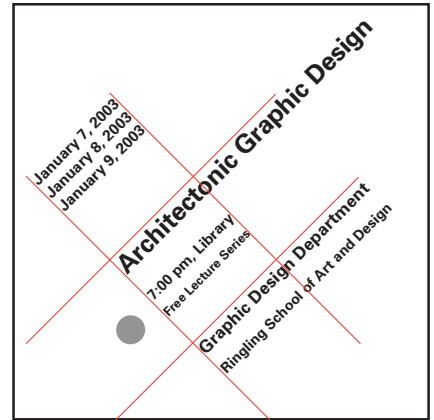 January 7, 2003
January 8, 2003
January 9, 2003
Architectonic Graphic Design
7:00 pm, Library
Free Lecture Series
Graphic Design Department
Ringling School of Art and Design